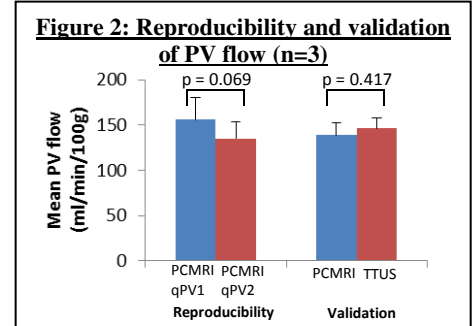 Figure 2: Reproducibility and validation
of PV flow (n=3)
200
150
100
50
0
Mean PV flow
(ml/min/100g)
p = 0.069
p = 0.417
PCMRI PCMRI PCMRI TTUS
qPV1 qPV2
Reproducibility Validation